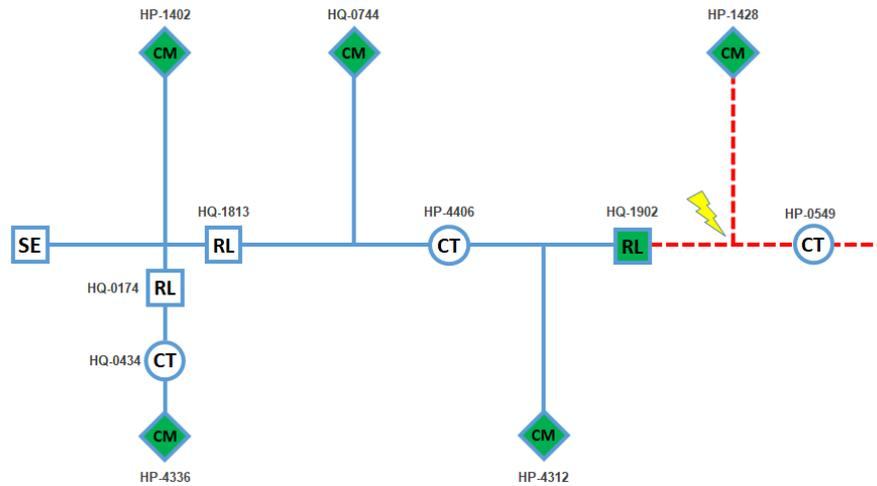 HP-1402
HQ-0744
HP-1428
CM
CM
CM
HQ-1813
HP-4406
HQ-1902
HP-0549
SE
RL
CT
RL
CT
HQ-0174
RL
HQ-0434
CT
CM
CM
HP-4336
HP-4312